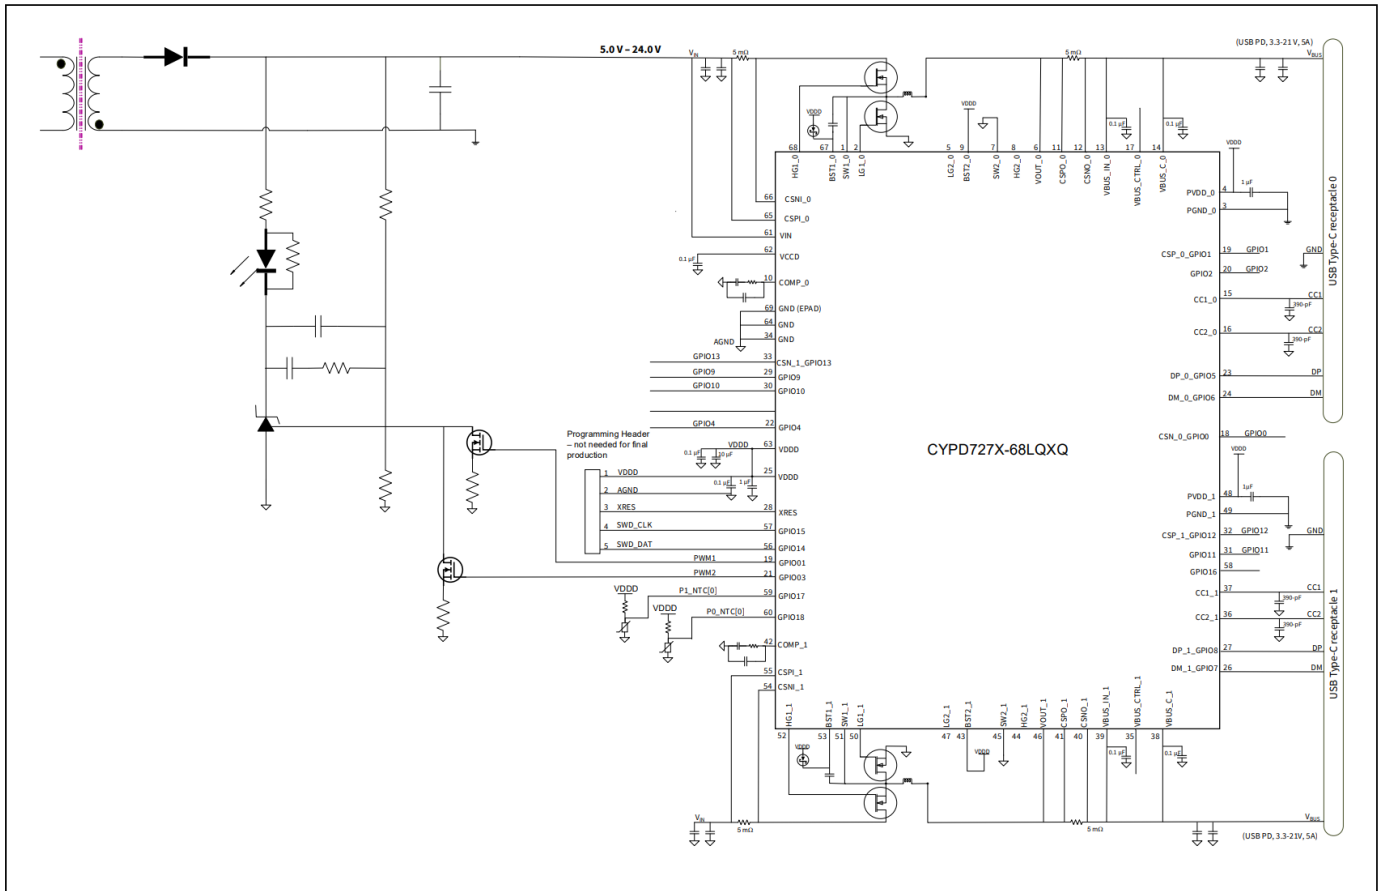 5.0 V – 24.0 V
VIN
5 mΩ
5 mΩ
(USB PD, 3.3-21 V, 5A)
VBUS
VDDD
VDDD
0.1 µF
0.1 µF
VDDD
68
67
1
2
5
9
7
8
6
11
12
13
17
14
HG1_0
BST1_0
SW1_0
LG1_0
LG2_0
BST2_0
SW2_0
HG2_0
VOUT_0
CSPO_0
CSNO_0
VBUS_IN_0
VBUS_CTRL_0
VBUS_C_0
66 CSNI_0
65 CSPI_0
61 VIN
62 VCCD
0.1 µF
10 COMP_0
69 GND (EPAD)
64 GND
34 GND
AGND
GPIO13 33 CSN_1_GPIO13
GPIO9 29 GPIO9
GPIO10 30 GPIO10
GPIO4 22 GPIO4
Programming Header
– not needed for final
production
VDDD 63 VDDD
0.1 µF
10 µF
1 VDDD 25 VDDD
0.1 µF
1 µF
2 AGND
3 XRES 28 XRES
4 SWD_CLK 57 GPIO15
5 SWD_DAT 56 GPIO14
PWM1 19 GPIO01
PWM2 21 GPIO03
VDDD
P1_NTC[0] 59 GPIO17
VDDD
P0_NTC[0] 60 GPIO18
42 COMP_1
55 CSPI_1
54 CSNI_1
CYPD727X-68LQXQ
PVDD_0 4
1 µF
PGND_0 3
CSP_0_GPIO1 19 GPIO1
GND
GPIO2 20 GPIO2
CC1_0 15 CC1
390-pF
CC2_0 16 CC2
390-pF
DP_0_GPIO5 23 DP
DM_0_GPIO6 24 DM
USB Type-C receptacle 0
CSN_0_GPIO0 18 GPIO0
VDDD
PVDD_1 48
1µF
PGND_1 49
CSP_1_GPIO12 32 GPIO12
GND
GPIO11 31 GPIO11
GPIO16 58
CC1_1 37 CC1
390-pF
CC2_1 36 CC2
390-pF
DP_1_GPIO8 27 DP
DM_1_GPIO7 26 DM
USB Type-C receptacle 1
HG1_1
BST1_1
SW1_1
LG1_1
LG2_1
BST2_1
SW2_1
HG2_1
VOUT_1
CSPO_1
CSNO_1
VBUS_IN_1
VBUS_CTRL_1
VBUS_C_1
52
53
51
50
47
43
45
44
46
41
40
39
35
38
VDDD
VDDD
0.1 µF
0.1 µF
VIN
5 mΩ
5 mΩ
VBUS
(USB PD, 3.3-21V, 5A)